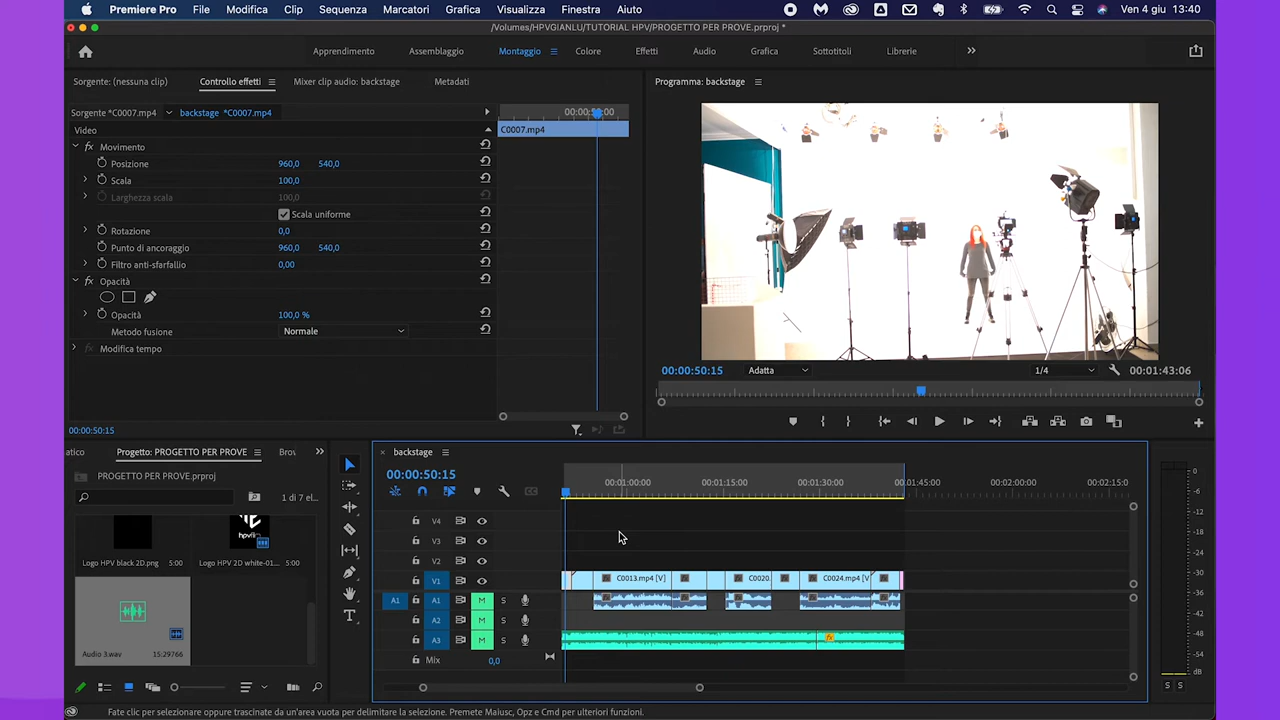 Premiere Pro File Modifica Clip Sequenza Marcatori Grafica Visualizza Finestra Aiuto Ven 4 giu 13:40
/Volumes/HPVGIANLU/TUTORIAL HPV/PROGETTO PER PROVE.prproj *
Apprendimento Assemblaggio Montaggio Colore Effetti Audio Grafica Sottotitoli Librerie
Sorgente: (nessuna clip) Controllo effetti Mixer clip audio: backstage Metadati
Programma: backstage
Sorgente *C0007.mp4 backstage *C0007.mp4 00:00:50:00
Video C0007.mp4
fx Movimento
Posizione 960,0 540,0
Scala 100,0
Larghezza scala 100,0
Scala uniforme
Rotazione 0,0
Punto di ancoraggio 960,0 540,0
Filtro anti-sfarfallio 0,00
fx Opacità
Opacità 100,0 %
Metodo fusione Normale
fx Modifica tempo
00:00:50:15 Adatta 1/4 00:01:43:06
00:00:50:15
atico Progetto: PROGETTO PER PROVE Brov
PROGETTO PER PROVE.prproj
1 di 7 el...
Logo HPV black 2D.png 5:00
Logo HPV 2D white-01... 5:00
Audio 3.wav 15:29766
backstage
00:00:50:15
00:01:00:00 00:01:15:00 00:01:30:00 00:01:45:00 00:02:00:00 00:02:15:0
V4
V3
V2
V1 C0013.mp4 [V] C0020. C0024.mp4 [V
A1 A1 M S
A2 M S
A3 M S fx
Mix 0,0
0
-6
-12
-18
-24
-30
-36
-42
-48
-54
dB
S S
Fate clic per selezionare oppure trascinate da un'area vuota per delimitare la selezione. Premete Maiusc, Opz e Cmd per ulteriori funzioni.